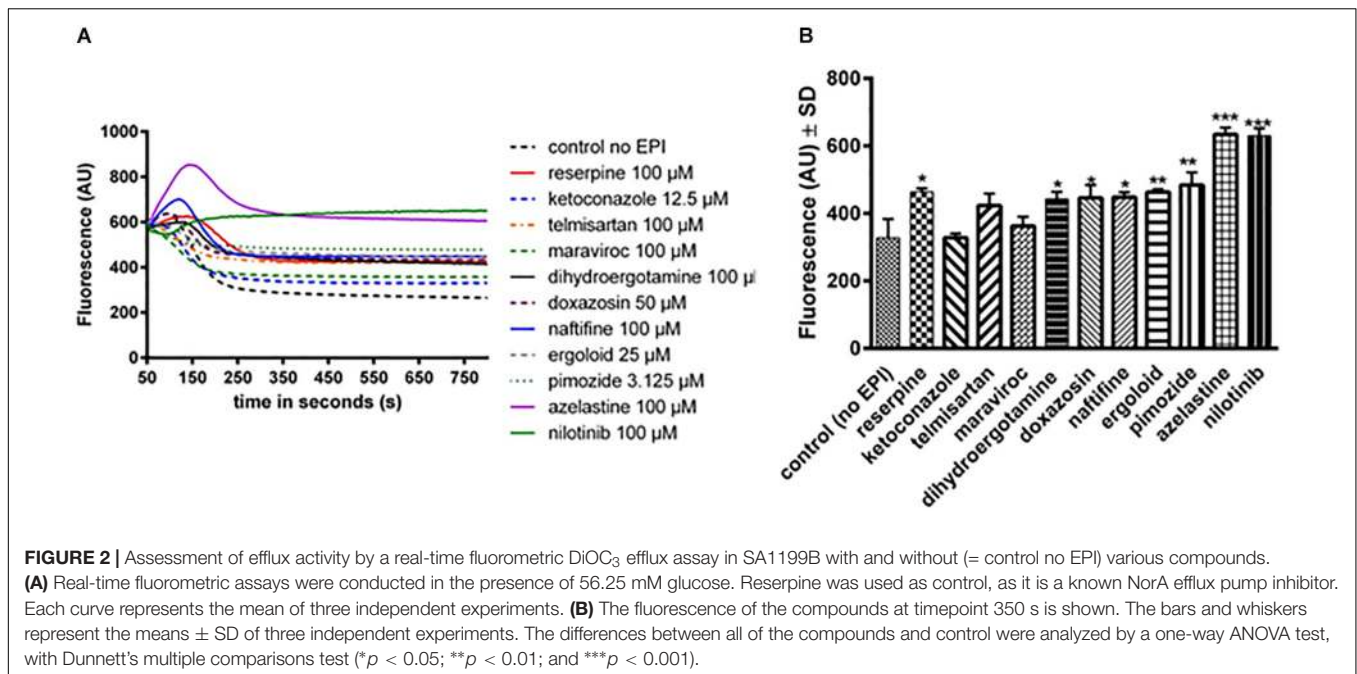 A
Fluorescence (AU)
1000
800
600
400
200
0
50 150 250 350 450 550 650 750
time in seconds (s)
control no EPI
reserpine 100 µM
ketoconazole 12.5 µM
telmisartan 100 µM
maraviroc 100 µM
dihydroergotamine 100 µ
doxazosin 50 µM
naftifine 100 µM
ergoloid 25 µM
pimozide 3.125 µM
azelastine 100 µM
nilotinib 100 µM
B
Fluorescence (AU) ± SD
800
600
400
200
0
* * * * ** ** *** ***
control (no EPI)
reserpine
ketoconazole
telmisartan
maraviroc
dihydroergotamine
doxazosin
naftifine
ergoloid
pimozide
azelastine
nilotinib
FIGURE 2 | Assessment of efflux activity by a real-time fluorometric DiOC₃ efflux assay in SA1199B with and without (= control no EPI) various compounds.
(A) Real-time fluorometric assays were conducted in the presence of 56.25 mM glucose. Reserpine was used as control, as it is a known NorA efflux pump inhibitor.
Each curve represents the mean of three independent experiments. (B) The fluorescence of the compounds at timepoint 350 s is shown. The bars and whiskers
represent the means ± SD of three independent experiments. The differences between all of the compounds and control were analyzed by a one-way ANOVA test,
with Dunnett's multiple comparisons test (*p < 0.05; **p < 0.01; and ***p < 0.001).